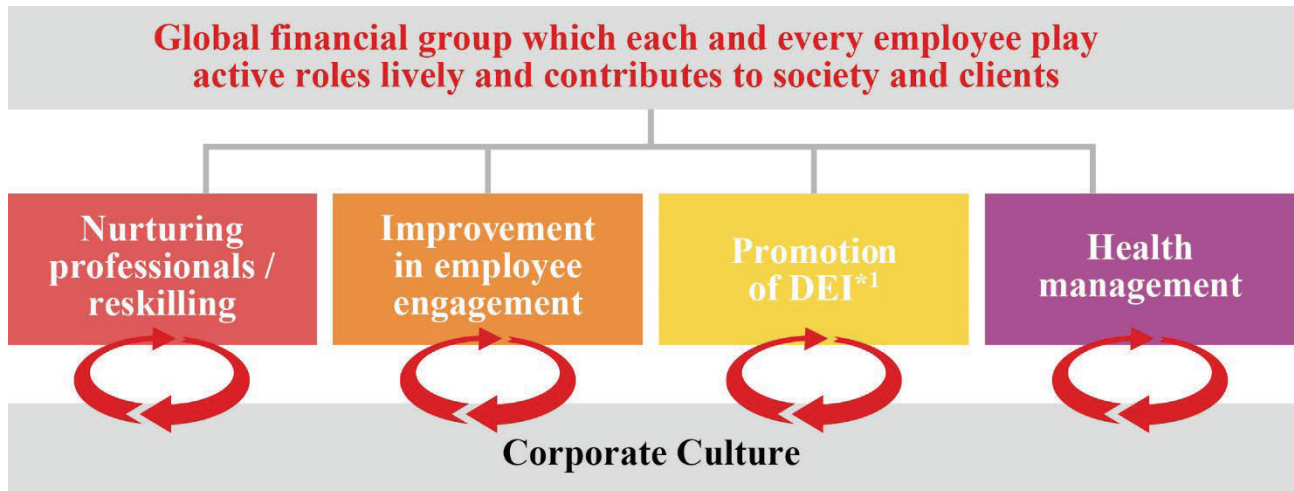 Global financial group which each and every employee play
active roles lively and contributes to society and clients
Nurturing
professionals /
reskilling
Improvement
in employee
engagement
Promotion
of DEI*1
Health
management
Corporate Culture